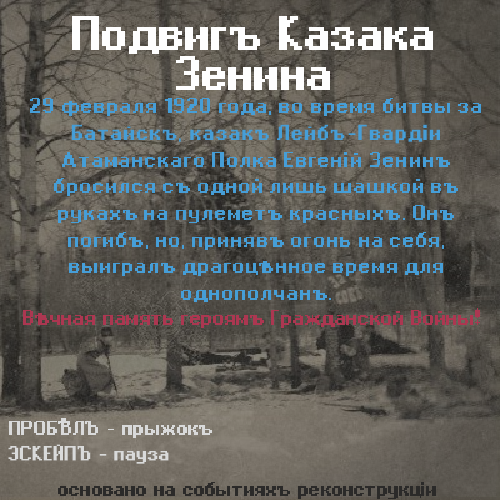 Подвигъ Казака
Зенина
29 февраля 1920 года, во время битвы за
Батайскъ, казакъ Лейбъ-Гвардіи
Атаманскаго Полка Евгеній Зенинъ
бросился съ одной лишь шашкой въ
рукахъ на пулеметъ красныхъ. Онъ
погибъ, но, принявъ огонь на себя,
выигралъ драгоцѣнное время для
однополчанъ.
Вѣчная память героямъ Гражданской Войны!
ПРОБѢЛЪ - прыжокъ
ЭСКЕЙПЪ - пауза
основано на событияхъ реконструкціи